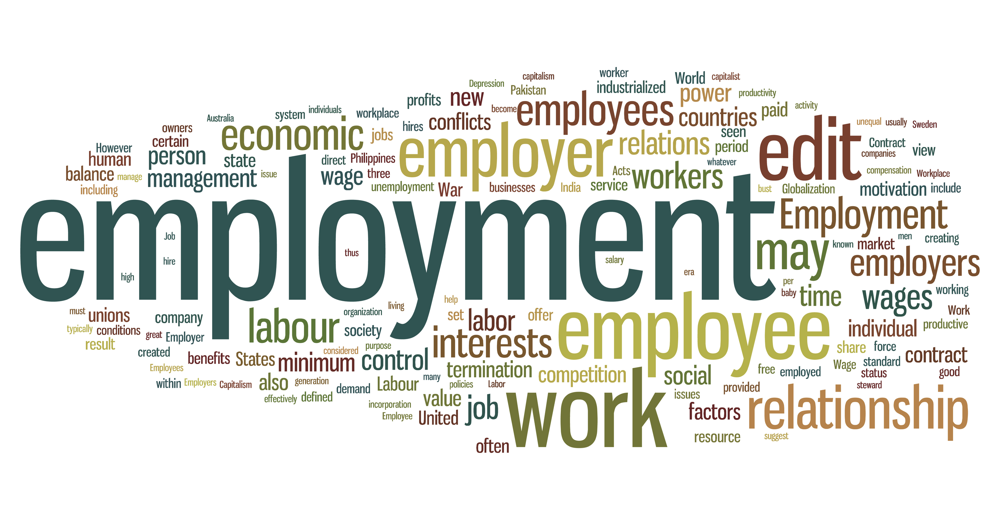 capitalism
worker
World
capitalist
Depression
Pakistan
industrialized
power
productivity
profits
new
individuals
system
workplace
become
employees
countries
paid
activity
Australia
economic
hires
conflicts
edit
unequal
usually
Sweden
owners
certain
jobs
employer
relations
seen
period
Contract
companies
view
However
human
person
state
direct
Philippines
whatever
balance
manage
management
issue
wage
three
Acts
workers
compensation
Workplace
including
unemployment
War
businesses
India
service
bust
Globalization
motivation
include
employment
Employment
Job
men
creating
thus
may
known
market
hire
salary
employers
high
era
per
baby
time
wages
working
help
living
must
unions
company
labour
organization
set
labor
offer
employee
Work
typically
conditions
society
interests
individual
productive
great
Employer
result
purpose
share
force
created
considered
control
contract
benefits
States
minimum
Employees
termination
competition
social
free
employed
Wage
standard
status
good
within
Employers
Capitalism
also
generation
demand
Labour
many
policies
Labor
work
provided
steward
effectively
defined
incorporation
value
job
issues
relationship
Employee
United
factors
often
resource
suggest